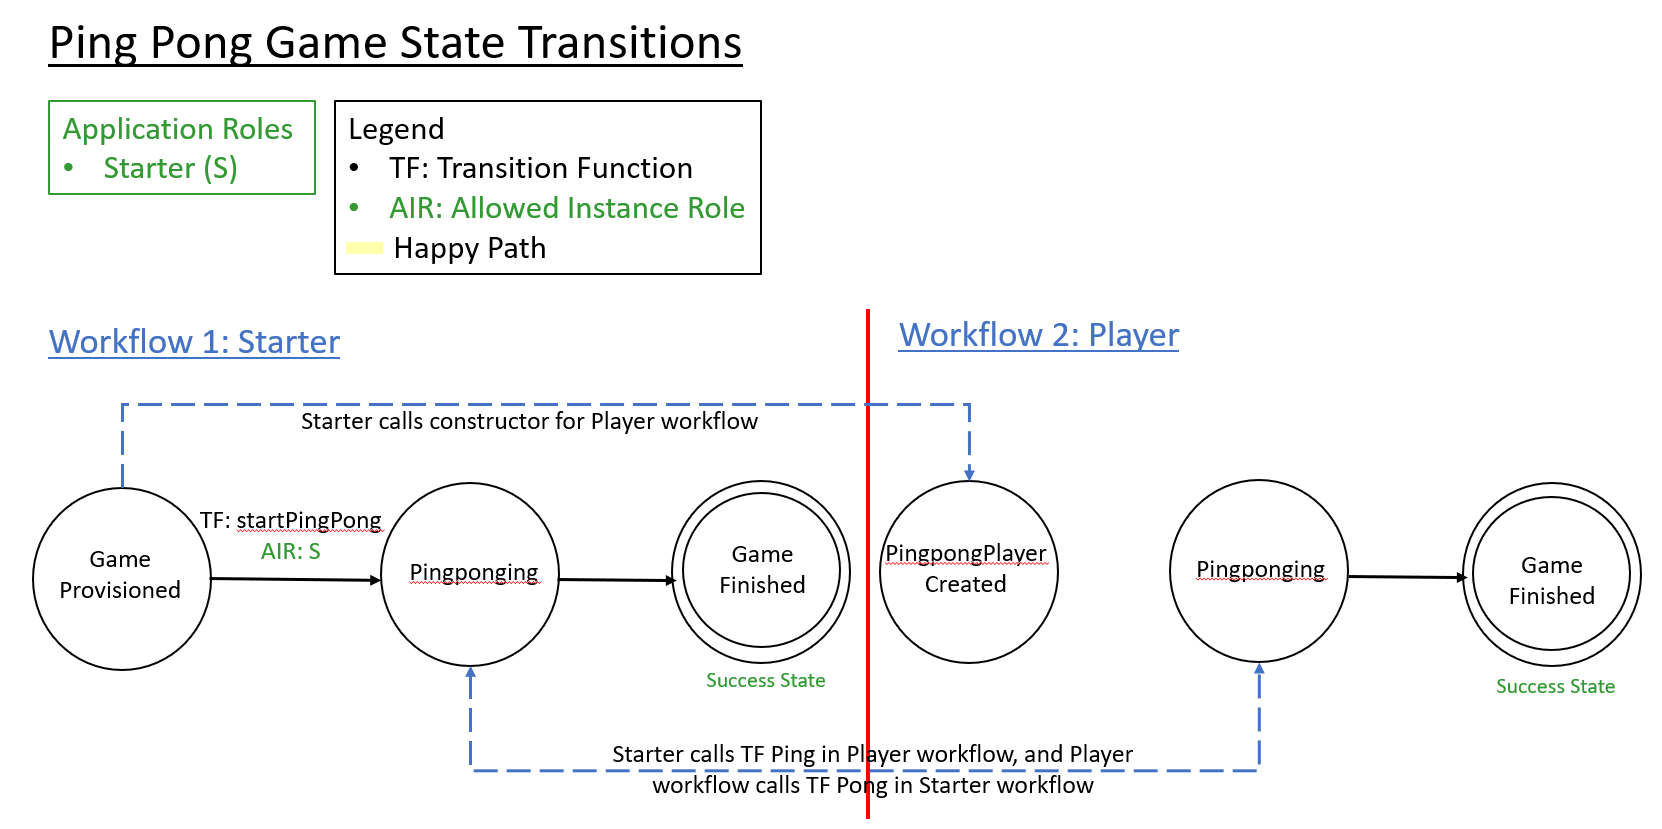 Ping Pong Game State Transitions
Application Roles
• Starter (S)
Legend
• TF: Transition Function
• AIR: Allowed Instance Role
Happy Path
Workflow 1: Starter
Workflow 2: Player
Starter calls constructor for Player workflow
TF: startPingPong
AIR: S
Game
Provisioned
Pingponging
Game
Finished
Success State
PingpongPlayer
Created
Pingponging
Game
Finished
Success State
Starter calls TF Ping in Player workflow, and Player
workflow calls TF Pong in Starter workflow